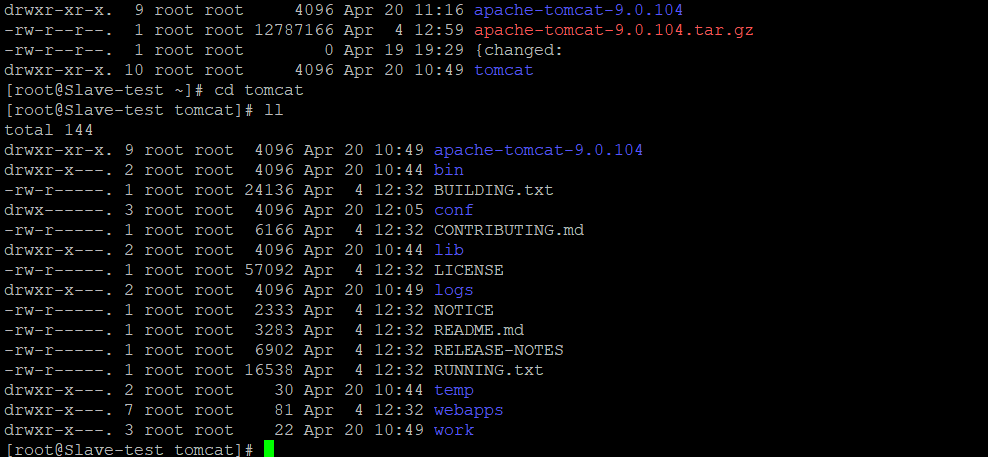 drwxr-xr-x.  9 root root     4096 Apr 20 11:16 apache-tomcat-9.0.104
-rw-r--r--.  1 root root 12787166 Apr  4 12:59 apache-tomcat-9.0.104.tar.gz
-rw-r--r--.  1 root root        0 Apr 19 19:29 {changed:
drwxr-xr-x. 10 root root     4096 Apr 20 10:49 tomcat
[root@Slave-test ~]# cd tomcat
[root@Slave-test tomcat]# ll
total 144
drwxr-xr-x. 9 root root  4096 Apr 20 10:49 apache-tomcat-9.0.104
drwxr-x---. 2 root root  4096 Apr 20 10:44 bin
-rw-r-----. 1 root root 24136 Apr  4 12:32 BUILDING.txt
drwx------. 3 root root  4096 Apr 20 12:05 conf
-rw-r-----. 1 root root  6166 Apr  4 12:32 CONTRIBUTING.md
drwxr-x---. 2 root root  4096 Apr 20 10:44 lib
-rw-r-----. 1 root root 57092 Apr  4 12:32 LICENSE
drwxr-x---. 2 root root  4096 Apr 20 10:49 logs
-rw-r-----. 1 root root  2333 Apr  4 12:32 NOTICE
-rw-r-----. 1 root root  3283 Apr  4 12:32 README.md
-rw-r-----. 1 root root  6902 Apr  4 12:32 RELEASE-NOTES
-rw-r-----. 1 root root 16538 Apr  4 12:32 RUNNING.txt
drwxr-x---. 2 root root    30 Apr 20 10:44 temp
drwxr-x---. 7 root root    81 Apr  4 12:32 webapps
drwxr-x---. 3 root root    22 Apr 20 10:49 work
[root@Slave-test tomcat]#